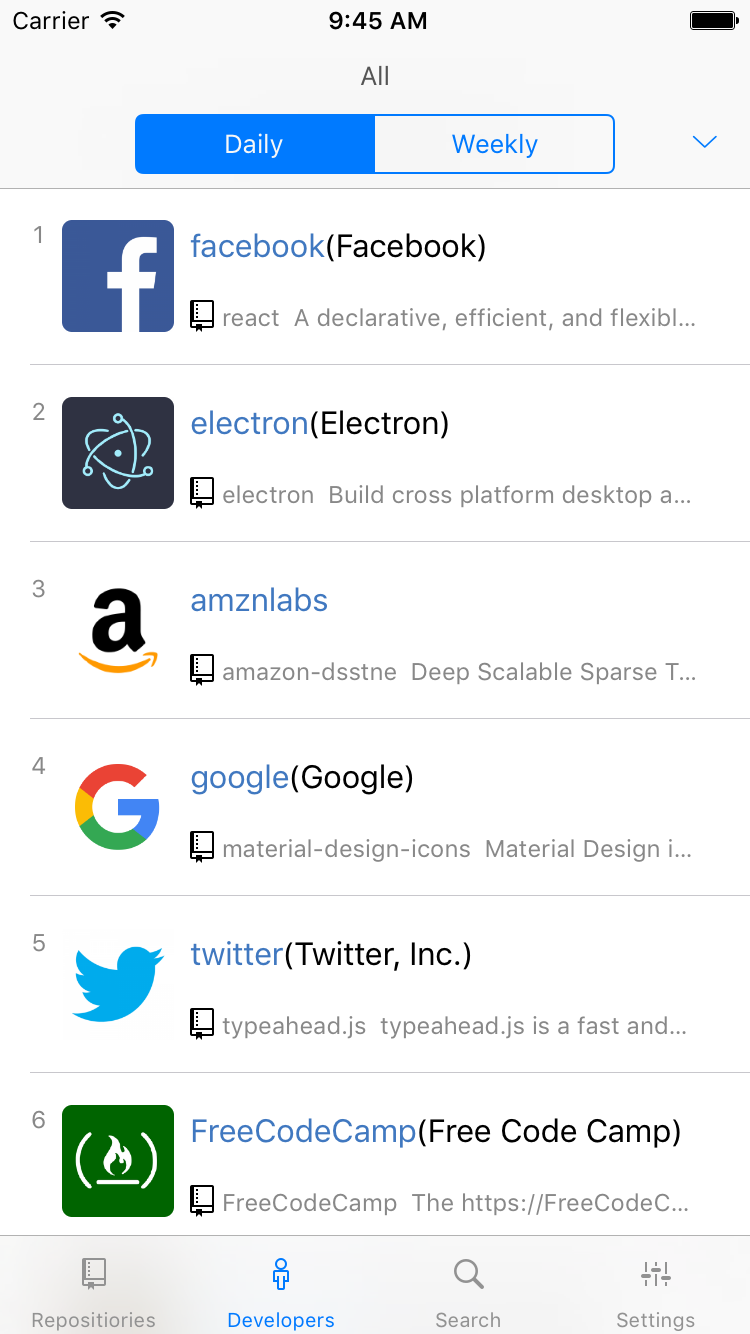 Carrier 9:45 AM
All
Daily Weekly
1 facebook(Facebook)
react A declarative, efficient, and flexibl...
2 electron(Electron)
electron Build cross platform desktop a...
3 amznlabs
amazon-dsstne Deep Scalable Sparse T...
4 google(Google)
material-design-icons Material Design i...
5 twitter(Twitter, Inc.)
typeahead.js typeahead.js is a fast and...
6 FreeCodeCamp(Free Code Camp)
FreeCodeCamp The https://FreeCodeC...
Repositiories Developers Search Settings